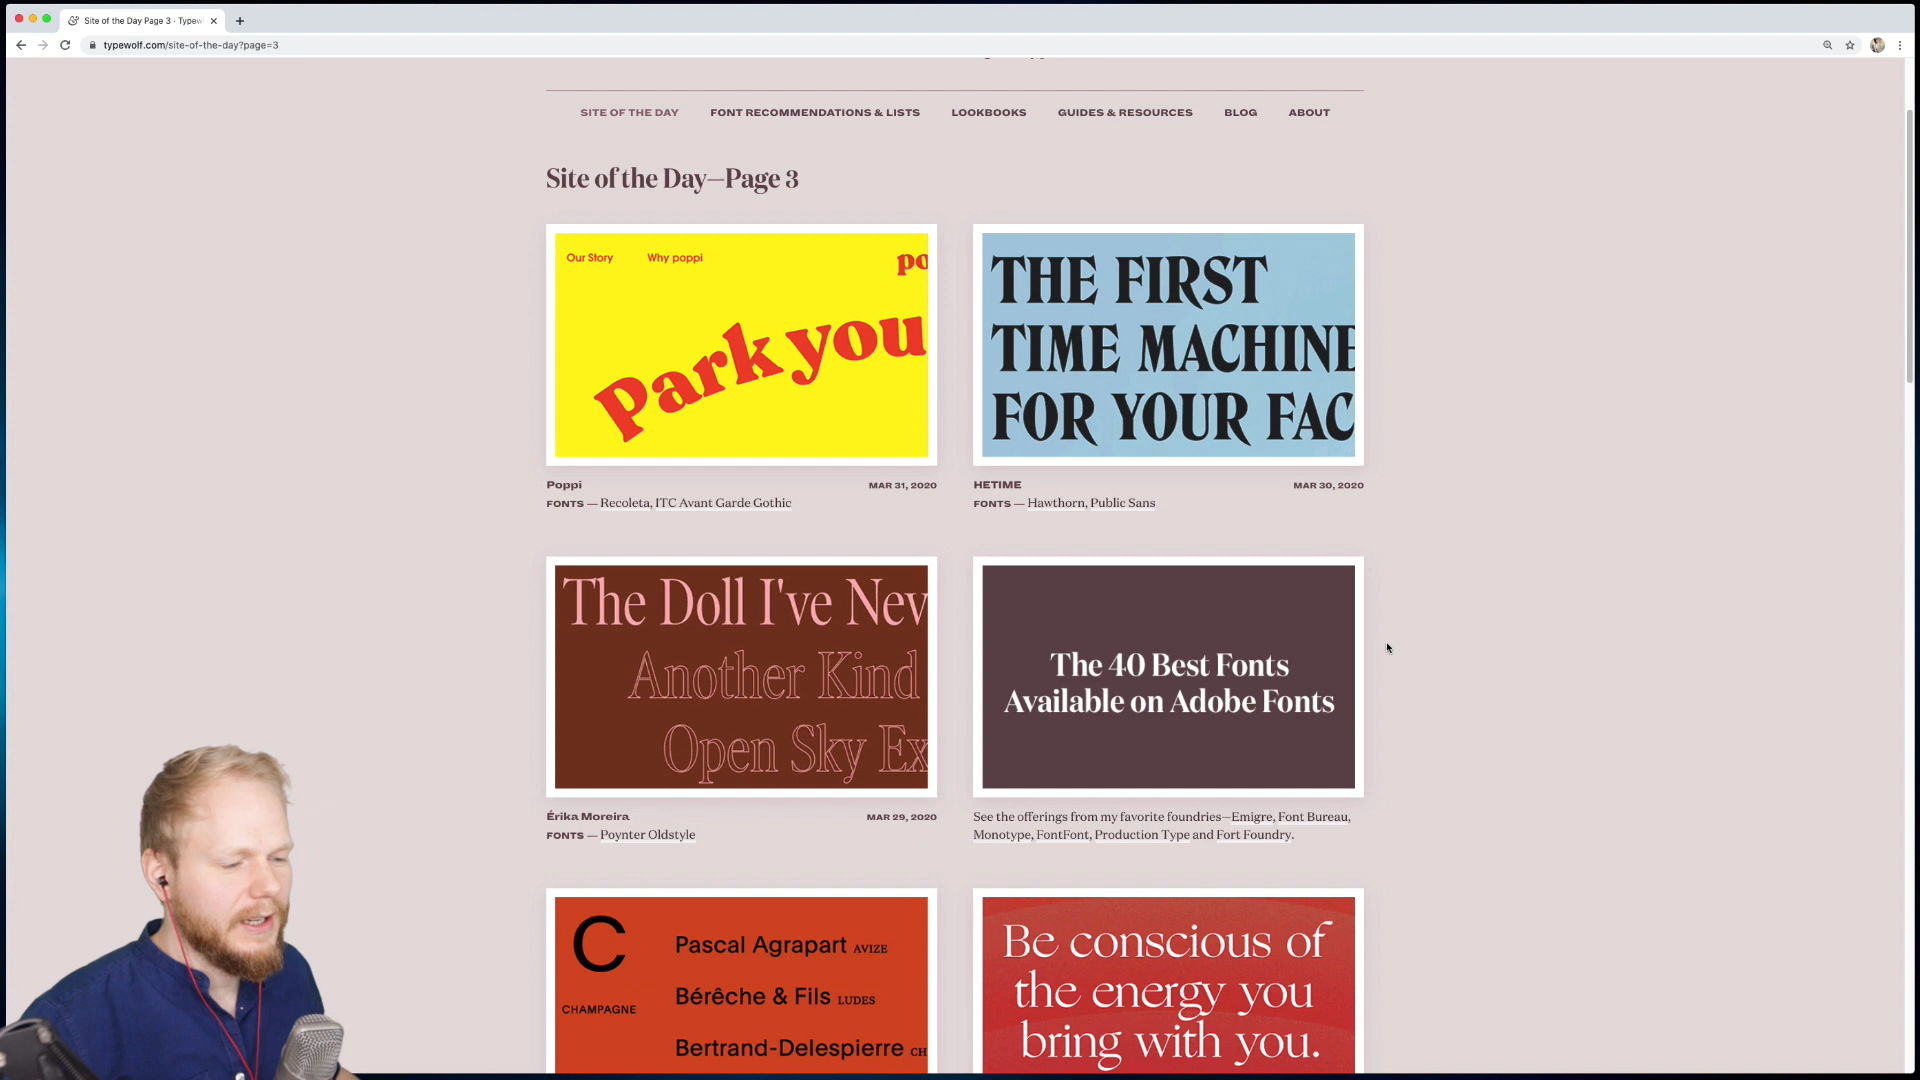 Site of the Day Page 3 · Typew
typewolf.com/site-of-the-day?page=3
SITE OF THE DAY FONT RECOMMENDATIONS & LISTS LOOKBOOKS GUIDES & RESOURCES BLOG ABOUT
Site of the Day—Page 3
Our Story Why poppi po
Park you
THE FIRST
TIME MACHINE
FOR YOUR FAC
Poppi MAR 31, 2020
FONTS — Recoleta, ITC Avant Garde Gothic
HETIME MAR 30, 2020
FONTS — Hawthorn, Public Sans
The Doll I've Nev
Another Kind
Open Sky Ex
The 40 Best Fonts
Available on Adobe Fonts
Érika Moreira MAR 29, 2020
FONTS — Poynter Oldstyle
See the offerings from my favorite foundries—Emigre, Font Bureau,
Monotype, FontFont, Production Type and Fort Foundry.
C
CHAMPAGNE
Pascal Agrapart AVIZE
Bérêche & Fils LUDES
Bertrand-Delespierre CH
Be conscious of
the energy you
bring with you.